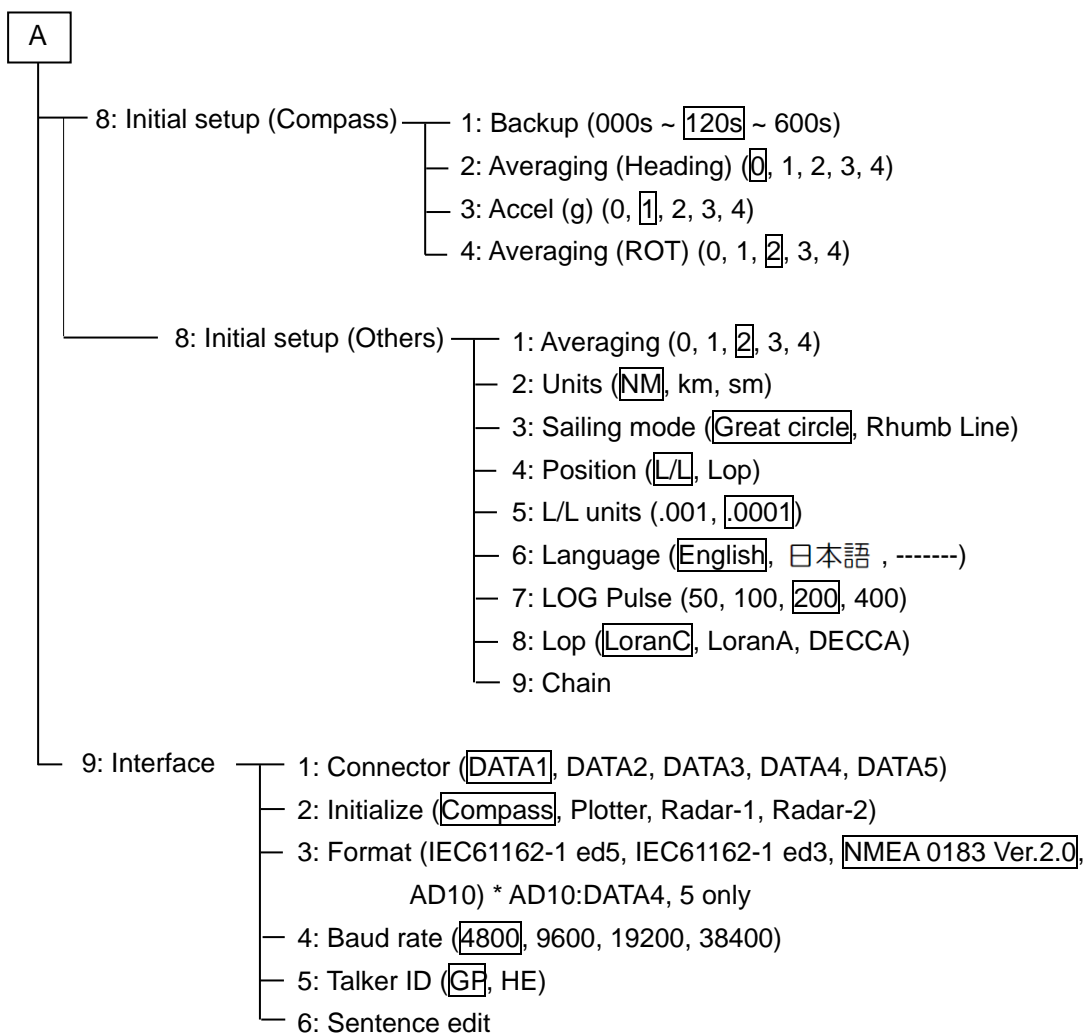 A
8: Initial setup (Compass)
1: Backup (000s ~ 120s ~ 600s)
2: Averaging (Heading) (0, 1, 2, 3, 4)
3: Accel (g) (0, 1, 2, 3, 4)
4: Averaging (ROT) (0, 1, 2, 3, 4)
8: Initial setup (Others)
1: Averaging (0, 1, 2, 3, 4)
2: Units (NM, km, sm)
3: Sailing mode (Great circle, Rhumb Line)
4: Position (L/L, Lop)
5: L/L units (.001, .0001)
6: Language (English, 日本語 , -------)
7: LOG Pulse (50, 100, 200, 400)
8: Lop (LoranC, LoranA, DECCA)
9: Chain
9: Interface
1: Connector (DATA1, DATA2, DATA3, DATA4, DATA5)
2: Initialize (Compass, Plotter, Radar-1, Radar-2)
3: Format (IEC61162-1 ed5, IEC61162-1 ed3, NMEA 0183 Ver.2.0,
AD10) * AD10:DATA4, 5 only
4: Baud rate (4800, 9600, 19200, 38400)
5: Talker ID (GP, HE)
6: Sentence edit